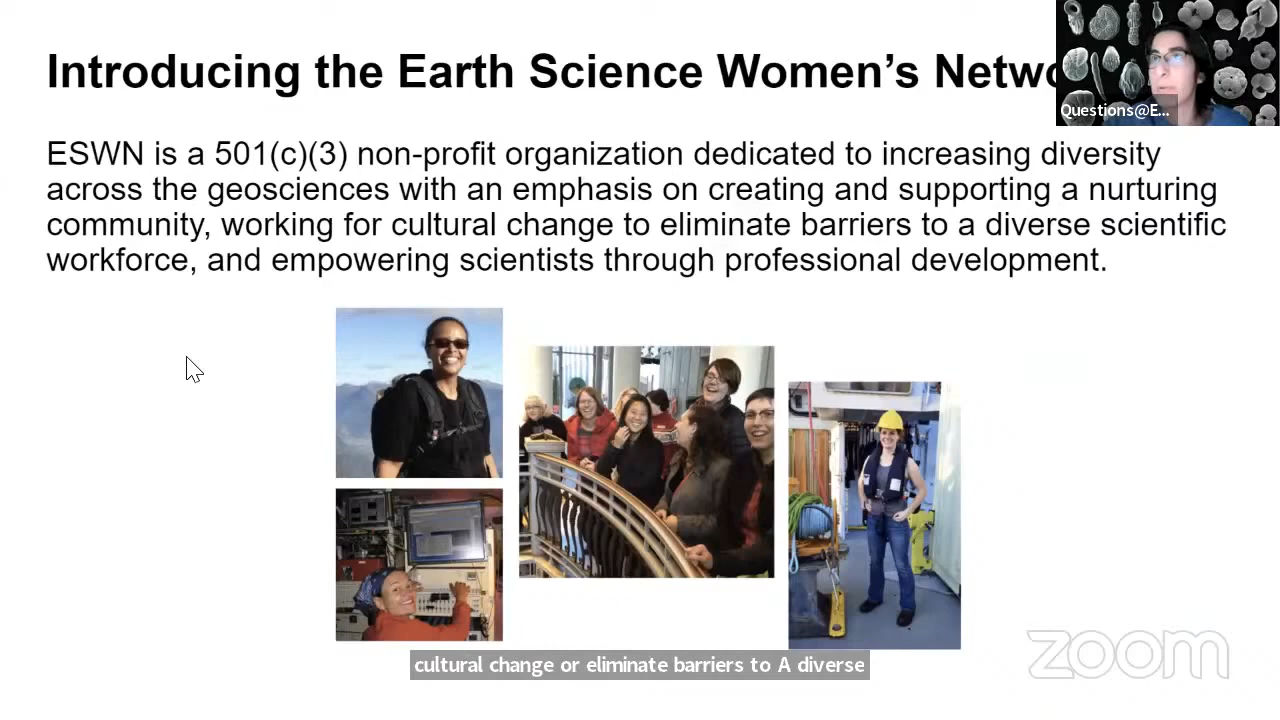 Introducing the Earth Science Women's Netwo
Questions@E...
ESWN is a 501(c)(3) non-profit organization dedicated to increasing diversity
across the geosciences with an emphasis on creating and supporting a nurturing
community, working for cultural change to eliminate barriers to a diverse scientific
workforce, and empowering scientists through professional development.
cultural change or eliminate barriers to A diverse
zoom